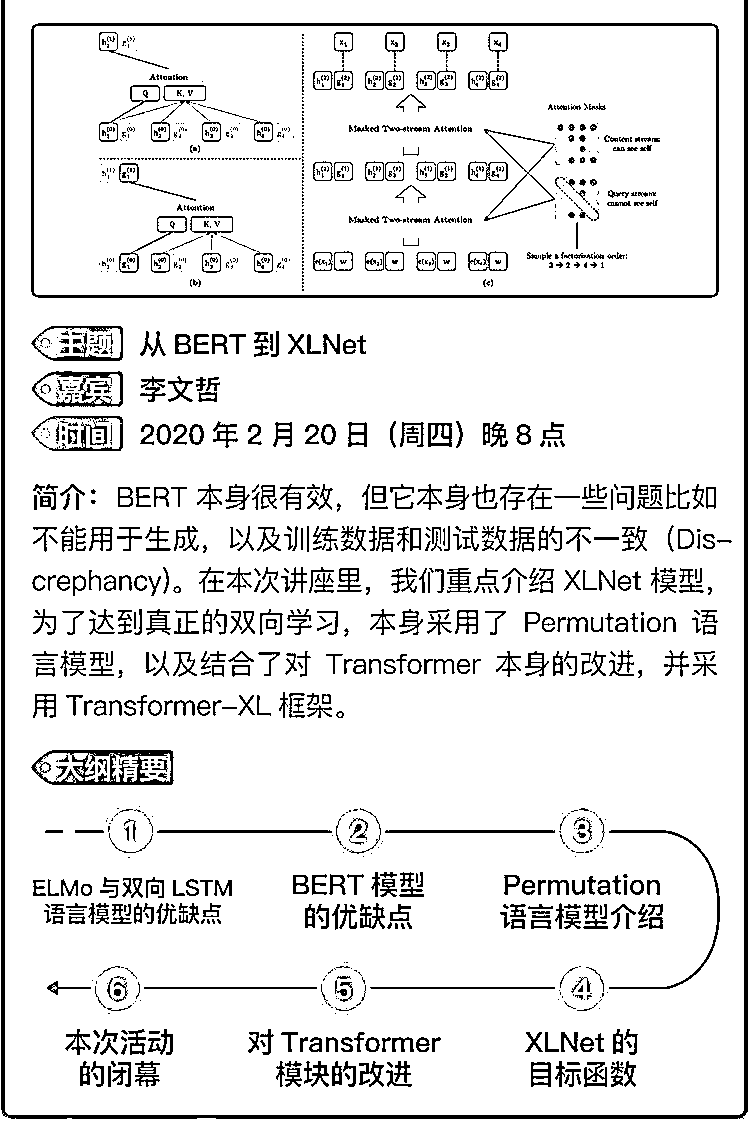 Attention
Q
K, V
(a)
Attention
Q
K, V
(b)
x₁ x₃ x₂ x₄
Masked Two-stream Attention
Masked Two-stream Attention
(c)
Attention Masks
Content stream:
can see self
Query stream:
cannot see self
Sample a factorization order:
3 → 2 → 4 → 1
主题 从 BERT 到 XLNet
嘉宾 李文哲
时间 2020 年 2 月 20 日（周四）晚 8 点
简介：BERT 本身很有效，但它本身也存在一些问题比如
不能用于生成，以及训练数据和测试数据的不一致（Dis-
crephancy)。在本次讲座里，我们重点介绍 XLNet 模型，
为了达到真正的双向学习，本身采用了 Permutation 语
言模型，以及结合了对 Transformer 本身的改进，并采
用 Transformer-XL 框架。
大纲精要
1
ELMo 与双向 LSTM
语言模型的优缺点
2
BERT 模型
的优缺点
3
Permutation
语言模型介绍
4
XLNet 的
目标函数
5
对 Transformer
模块的改进
6
本次活动
的闭幕